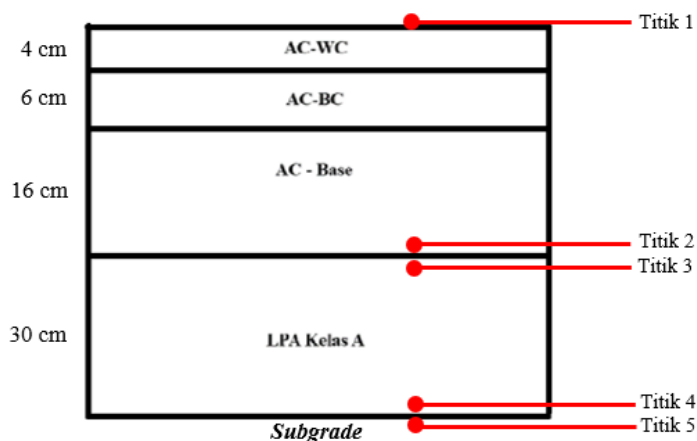 Titik 1
4 cm
AC-WC
6 cm
AC-BC
16 cm
AC - Base
Titik 2
Titik 3
30 cm
LPA Kelas A
Titik 4
Titik 5
Subgrade